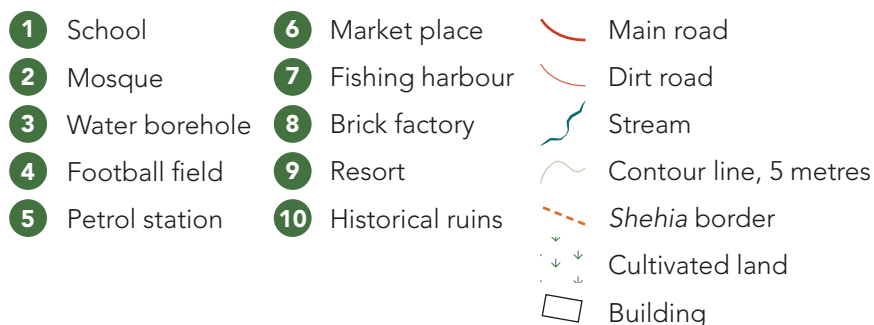 1 School
2 Mosque
3 Water borehole
4 Football field
5 Petrol station
6 Market place
7 Fishing harbour
8 Brick factory
9 Resort
10 Historical ruins
Main road
Dirt road
Stream
Contour line, 5 metres
Shehia border
Cultivated land
Building